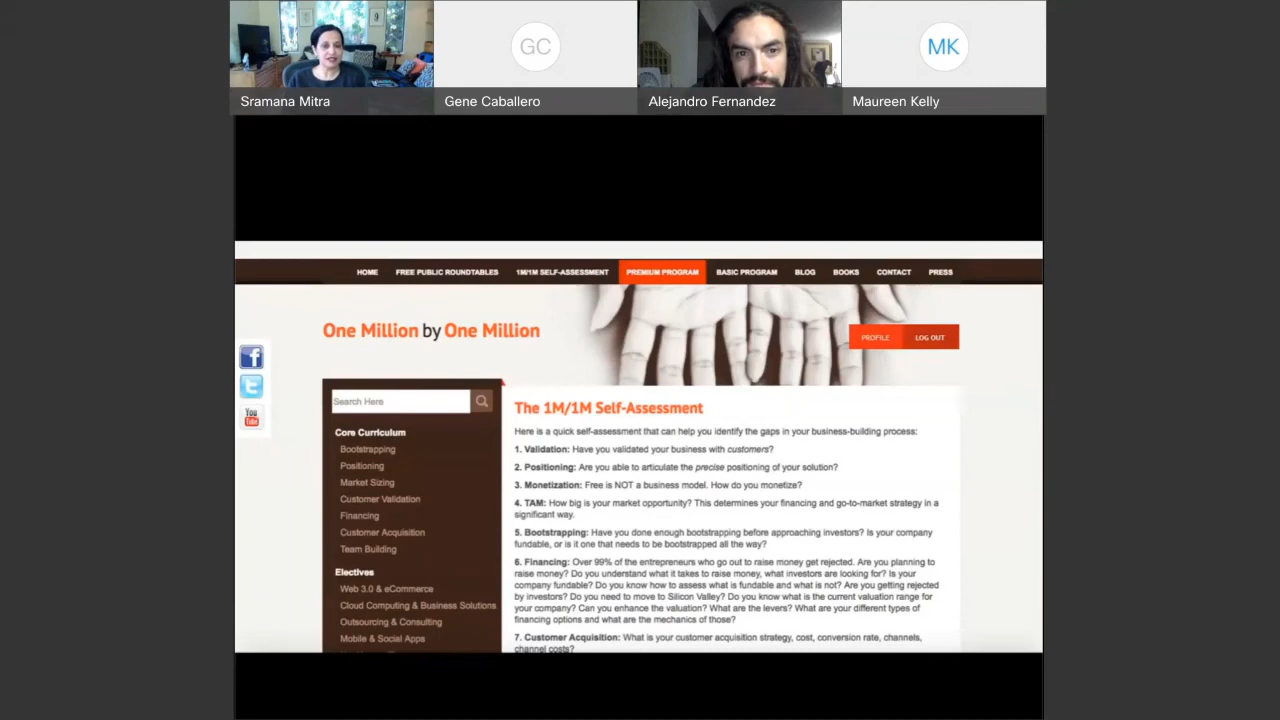 GC
MK
Sramana Mitra
Gene Caballero
Alejandro Fernandez
Maureen Kelly
HOME FREE PUBLIC ROUNDTABLES 1M/1M SELF-ASSESSMENT PREMIUM PROGRAM BASIC PROGRAM BLOG BOOKS CONTACT PRESS
One Million by One Million
PROFILE LOG OUT
You
Tube
Search Here
Core Curriculum
Bootstrapping
Positioning
Market Sizing
Customer Validation
Financing
Customer Acquisition
Team Building
Electives
Web 3.0 & eCommerce
Cloud Computing & Business Solutions
Outsourcing & Consulting
Mobile & Social Apps
The 1M/1M Self-Assessment
Here is a quick self-assessment that can help you identify the gaps in your business-building process:
1. Validation: Have you validated your business with customers?
2. Positioning: Are you able to articulate the precise positioning of your solution?
3. Monetization: Free is NOT a business model. How do you monetize?
4. TAM: How big is your market opportunity? This determines your financing and go-to-market strategy in a
significant way.
5. Bootstrapping: Have you done enough bootstrapping before approaching investors? Is your company
fundable, or is it one that needs to be bootstrapped all the way?
6. Financing: Over 99% of the entrepreneurs who go out to raise money get rejected. Are you planning to
raise money? Do you understand what it takes to raise money, what investors are looking for? Is your
company fundable? Do you know how to assess what is fundable and what is not? Are you getting rejected
by investors? Do you need to move to Silicon Valley? Do you know what is the current valuation range for
your company? Can you enhance the valuation? What are the levers? What are your different types of
financing options and what are the mechanics of those?
7. Customer Acquisition: What is your customer acquisition strategy, cost, conversion rate, channels,
channel costs?